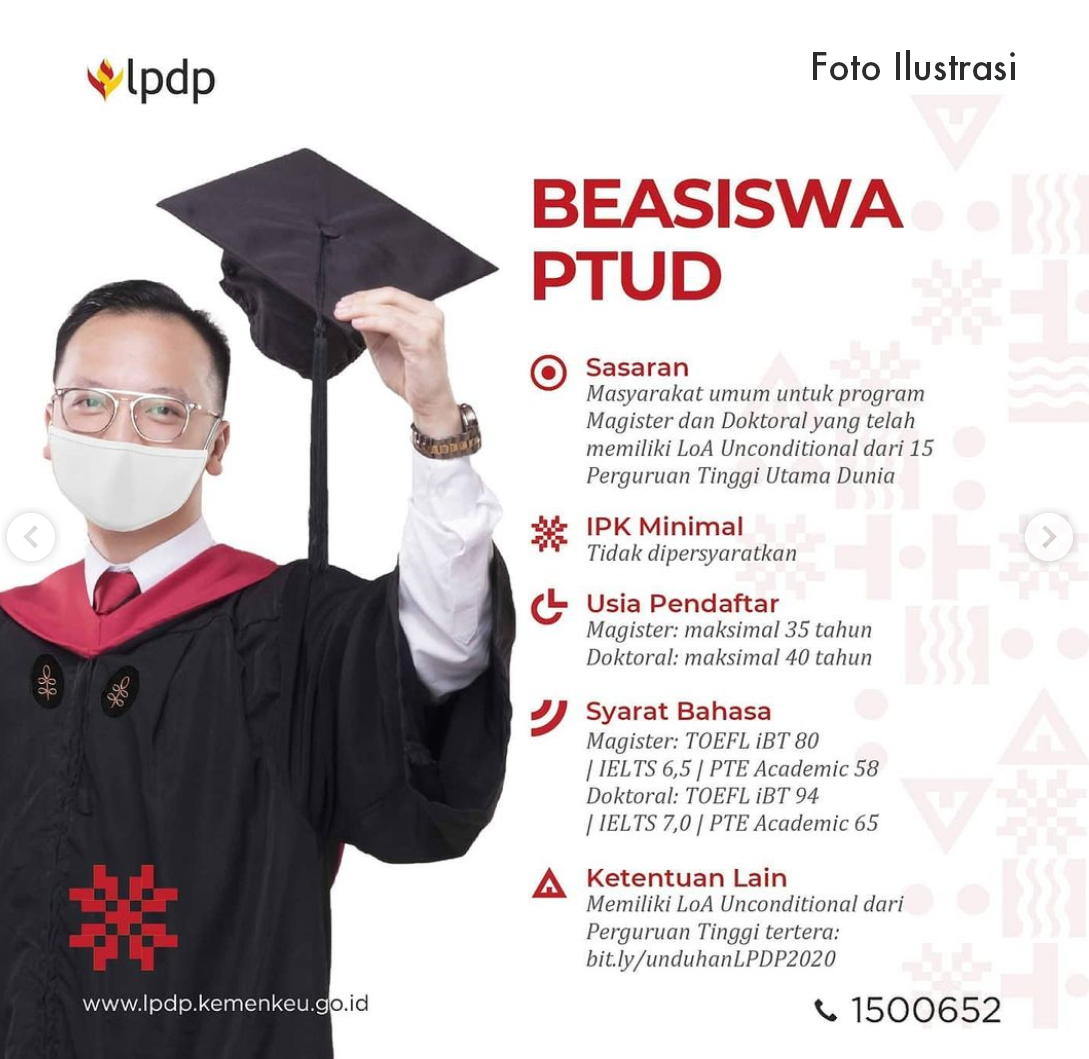 lpdp
Foto Ilustrasi
BEASISWA
PTUD
Sasaran
Masyarakat umum untuk program
Magister dan Doktoral yang telah
memiliki LoA Unconditional dari 15
Perguruan Tinggi Utama Dunia
IPK Minimal
Tidak dipersyaratkan
Usia Pendaftar
Magister: maksimal 35 tahun
Doktoral: maksimal 40 tahun
Syarat Bahasa
Magister: TOEFL iBT 80
| IELTS 6,5 | PTE Academic 58
Doktoral: TOEFL iBT 94
| IELTS 7,0 | PTE Academic 65
Ketentuan Lain
Memiliki LoA Unconditional dari
Perguruan Tinggi tertera:
bit.ly/unduhanLPDP2020
www.lpdp.kemenkeu.go.id
1500652